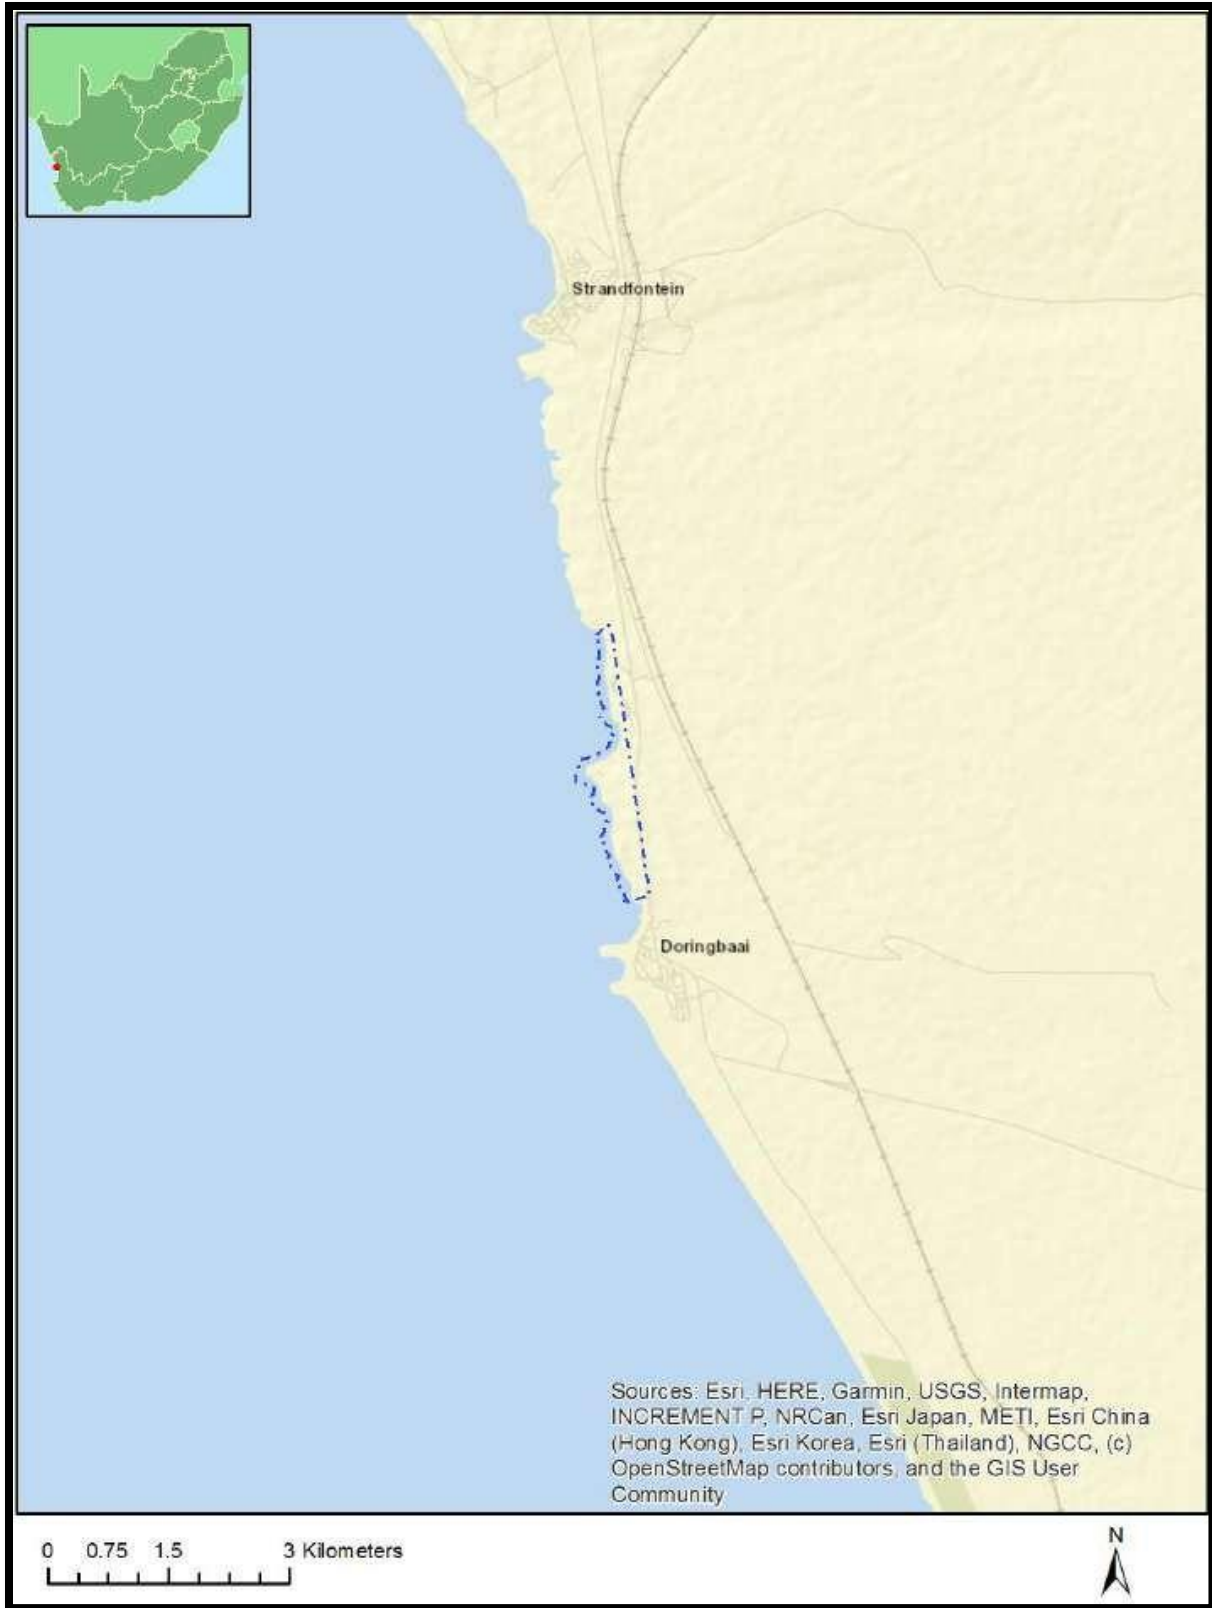 Strandfontein
Doringbaai
Sources: Esri, HERE, Garmin, USGS, Intermap,
INCREMENT P, NRCan, Esri Japan, METI, Esri China
(Hong Kong), Esri Korea, Esri (Thailand), NGCC, (c)
OpenStreetMap contributors, and the GIS User
Community
0 0.75 1.5 3 Kilometers
N